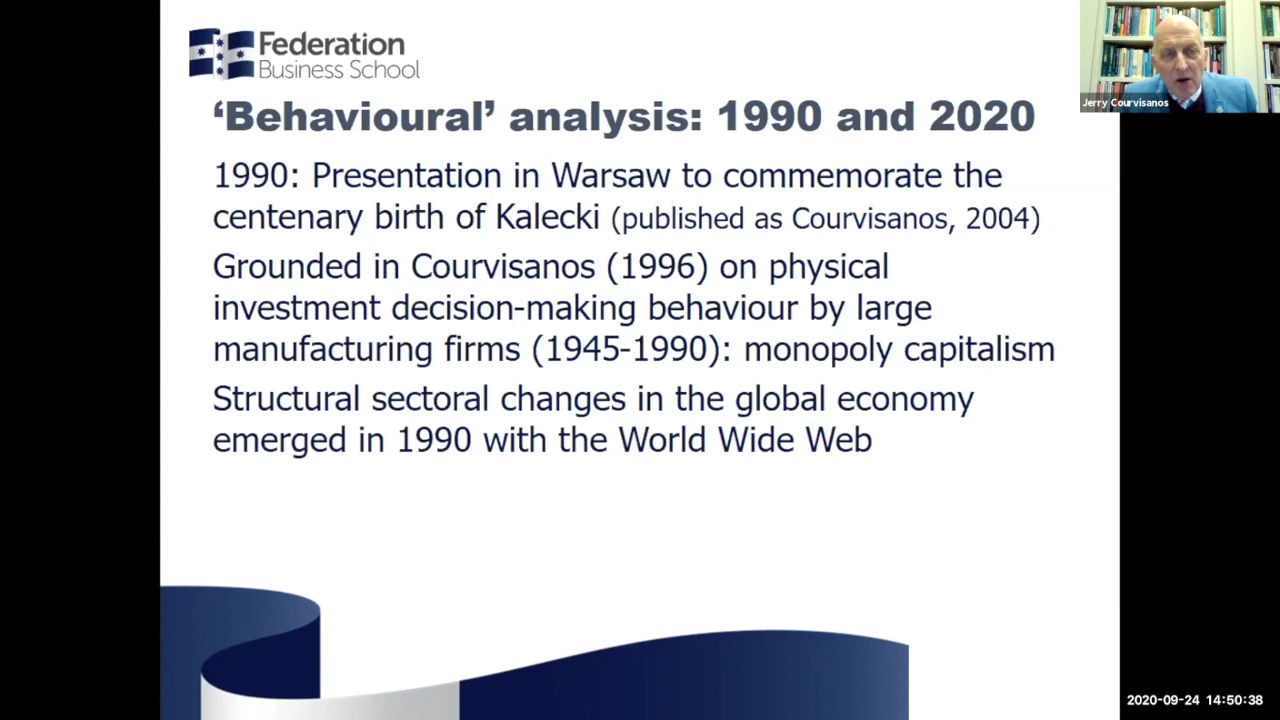 Federation
Business School
Jerry Courvisanos
‘Behavioural’ analysis: 1990 and 2020
1990: Presentation in Warsaw to commemorate the
centenary birth of Kalecki (published as Courvisanos, 2004)
Grounded in Courvisanos (1996) on physical
investment decision-making behaviour by large
manufacturing firms (1945-1990): monopoly capitalism
Structural sectoral changes in the global economy
emerged in 1990 with the World Wide Web
2020-09-24 14:50:38